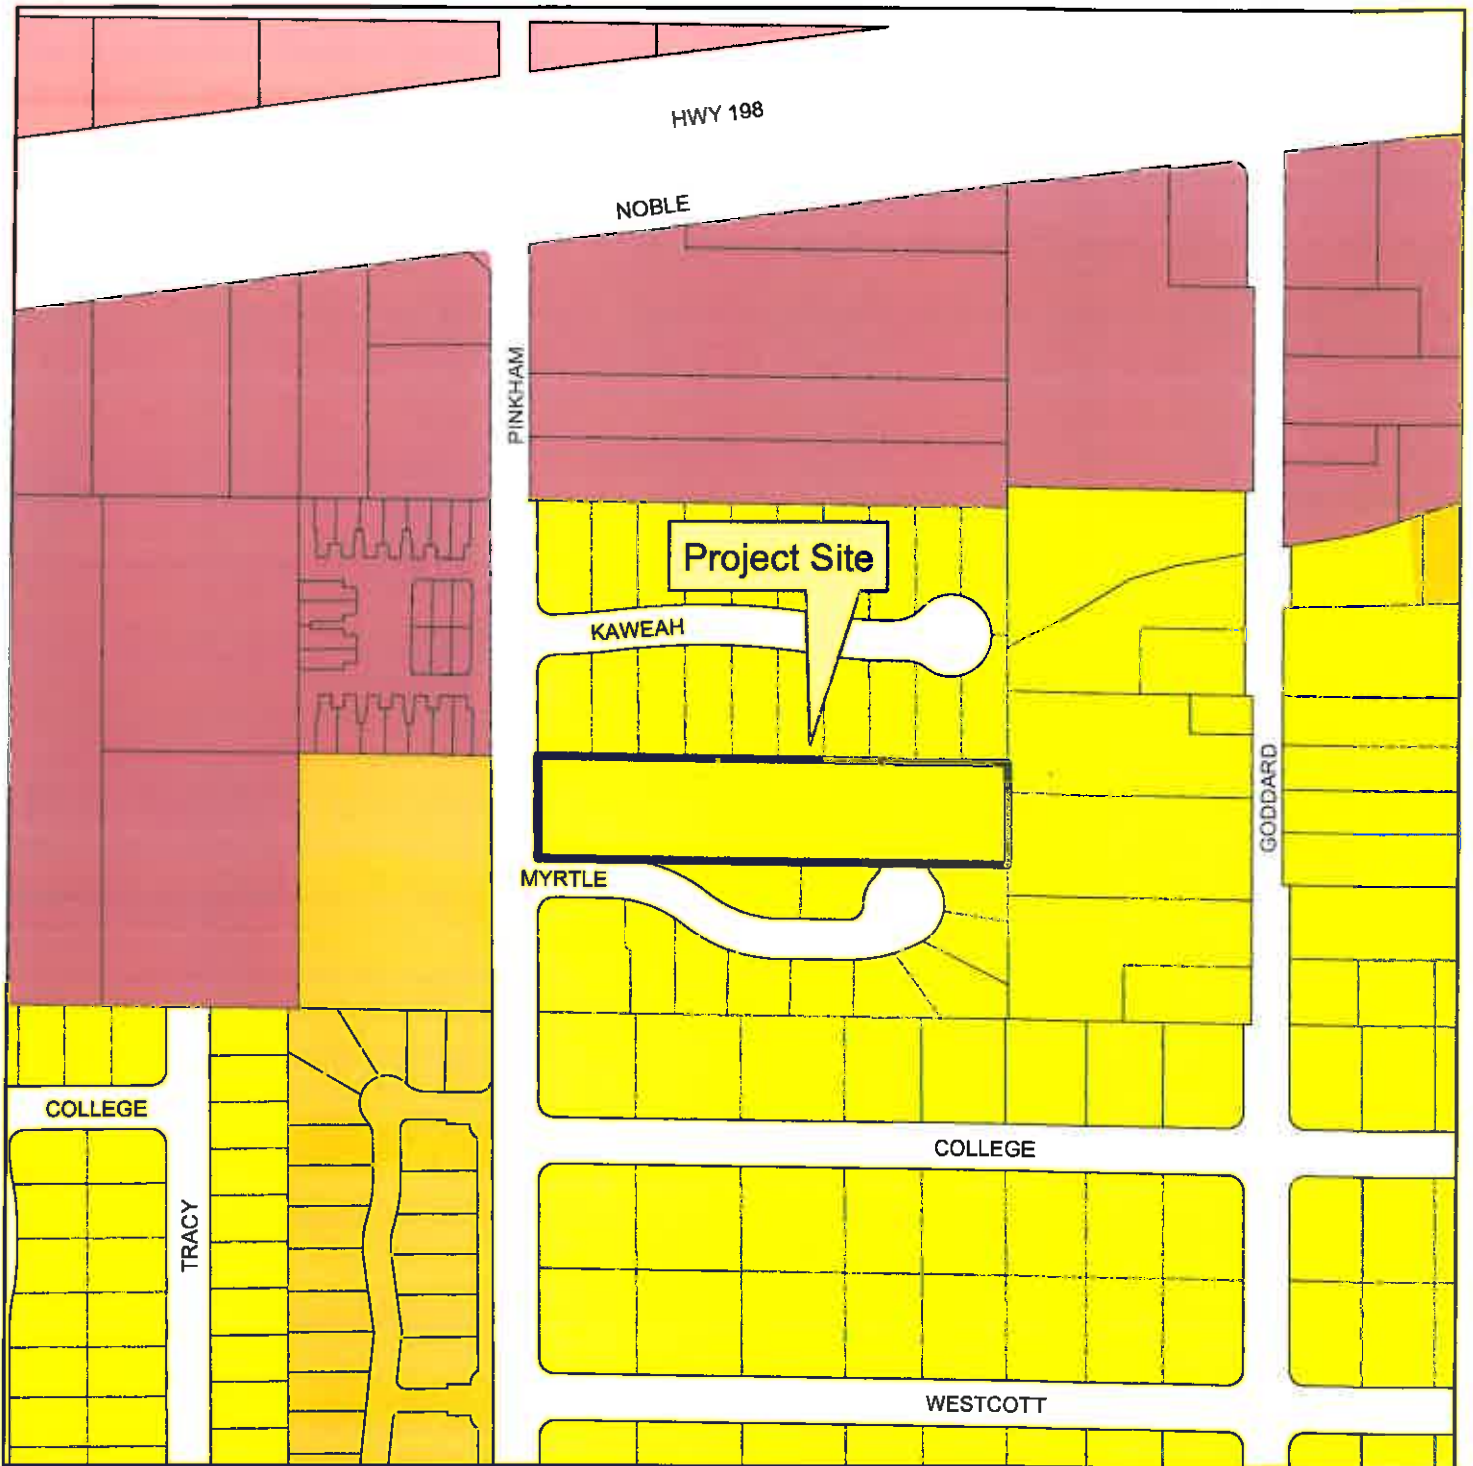 HWY 198
NOBLE
PINKHAM
Project Site
KAWEAH
GODDARD
MYRTLE
COLLEGE
COLLEGE
TRACY
WESTCOTT